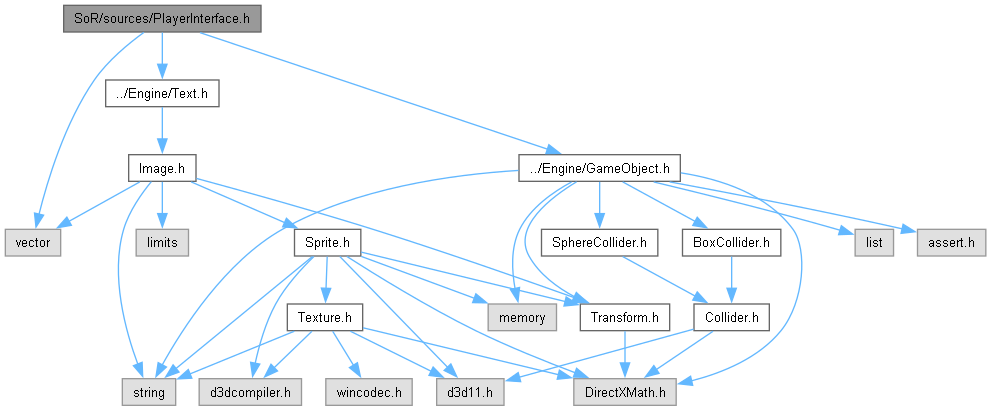 SoR/sources/PlayerInterface.h
../Engine/Text.h
Image.h
../Engine/GameObject.h
vector
limits
Sprite.h
SphereCollider.h
BoxCollider.h
list
assert.h
Texture.h
memory
Transform.h
Collider.h
string
d3dcompiler.h
wincodec.h
d3d11.h
DirectXMath.h